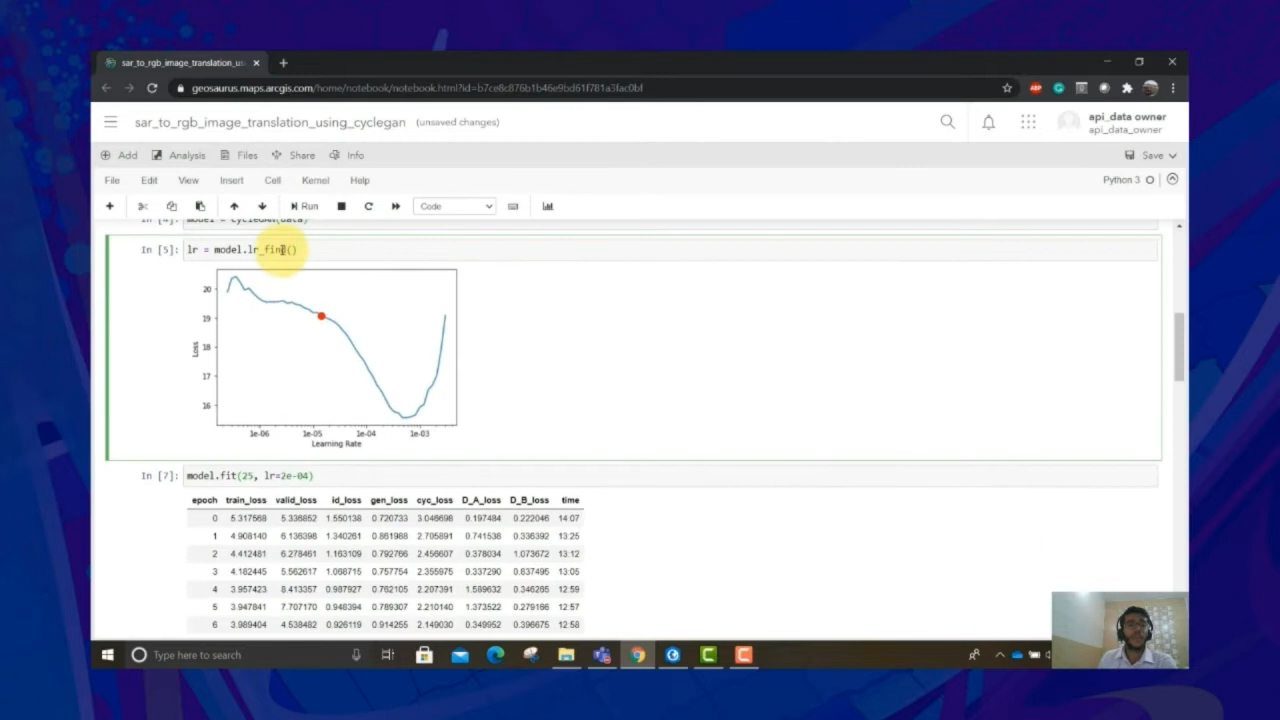 sar_to_rgb_image_translation_us
geosaurus.maps.arcgis.com/home/notebook/notebook.html?id=b7ce8c876b1b46e9bd61f781a3fac0bf
ABP
sar_to_rgb_image_translation_using_cyclegan (unsaved changes)
api_data owner
api_data_owner
Add Analysis Files Share Info Save
File Edit View Insert Cell Kernel Help Python 3
Run Code
In [4]: model = CycleGAN(data)
In [5]: lr = model.lr_find()
20
19
18
17
16
Loss
1e-06 1e-05 1e-04 1e-03
Learning Rate
In [7]: model.fit(25, lr=2e-04)
epoch train_loss valid_loss id_loss gen_loss cyc_loss D_A_loss D_B_loss time
0 5.317568 5.336852 1.550138 0.720733 3.046698 0.197484 0.222046 14:07
1 4.908140 6.136398 1.340261 0.861988 2.705891 0.741538 0.336392 13:25
2 4.412481 6.278461 1.163109 0.792766 2.456607 0.378034 1.073672 13:12
3 4.182445 5.562617 1.068715 0.757754 2.355975 0.337290 0.837495 13:05
4 3.957423 8.413357 0.987927 0.762105 2.207391 1.589632 0.346265 12:59
5 3.947841 7.707170 0.948394 0.789307 2.210140 1.373522 0.279166 12:57
6 3.989404 4.538482 0.926119 0.914255 2.149030 0.349952 0.396675 12:58
Type here to search